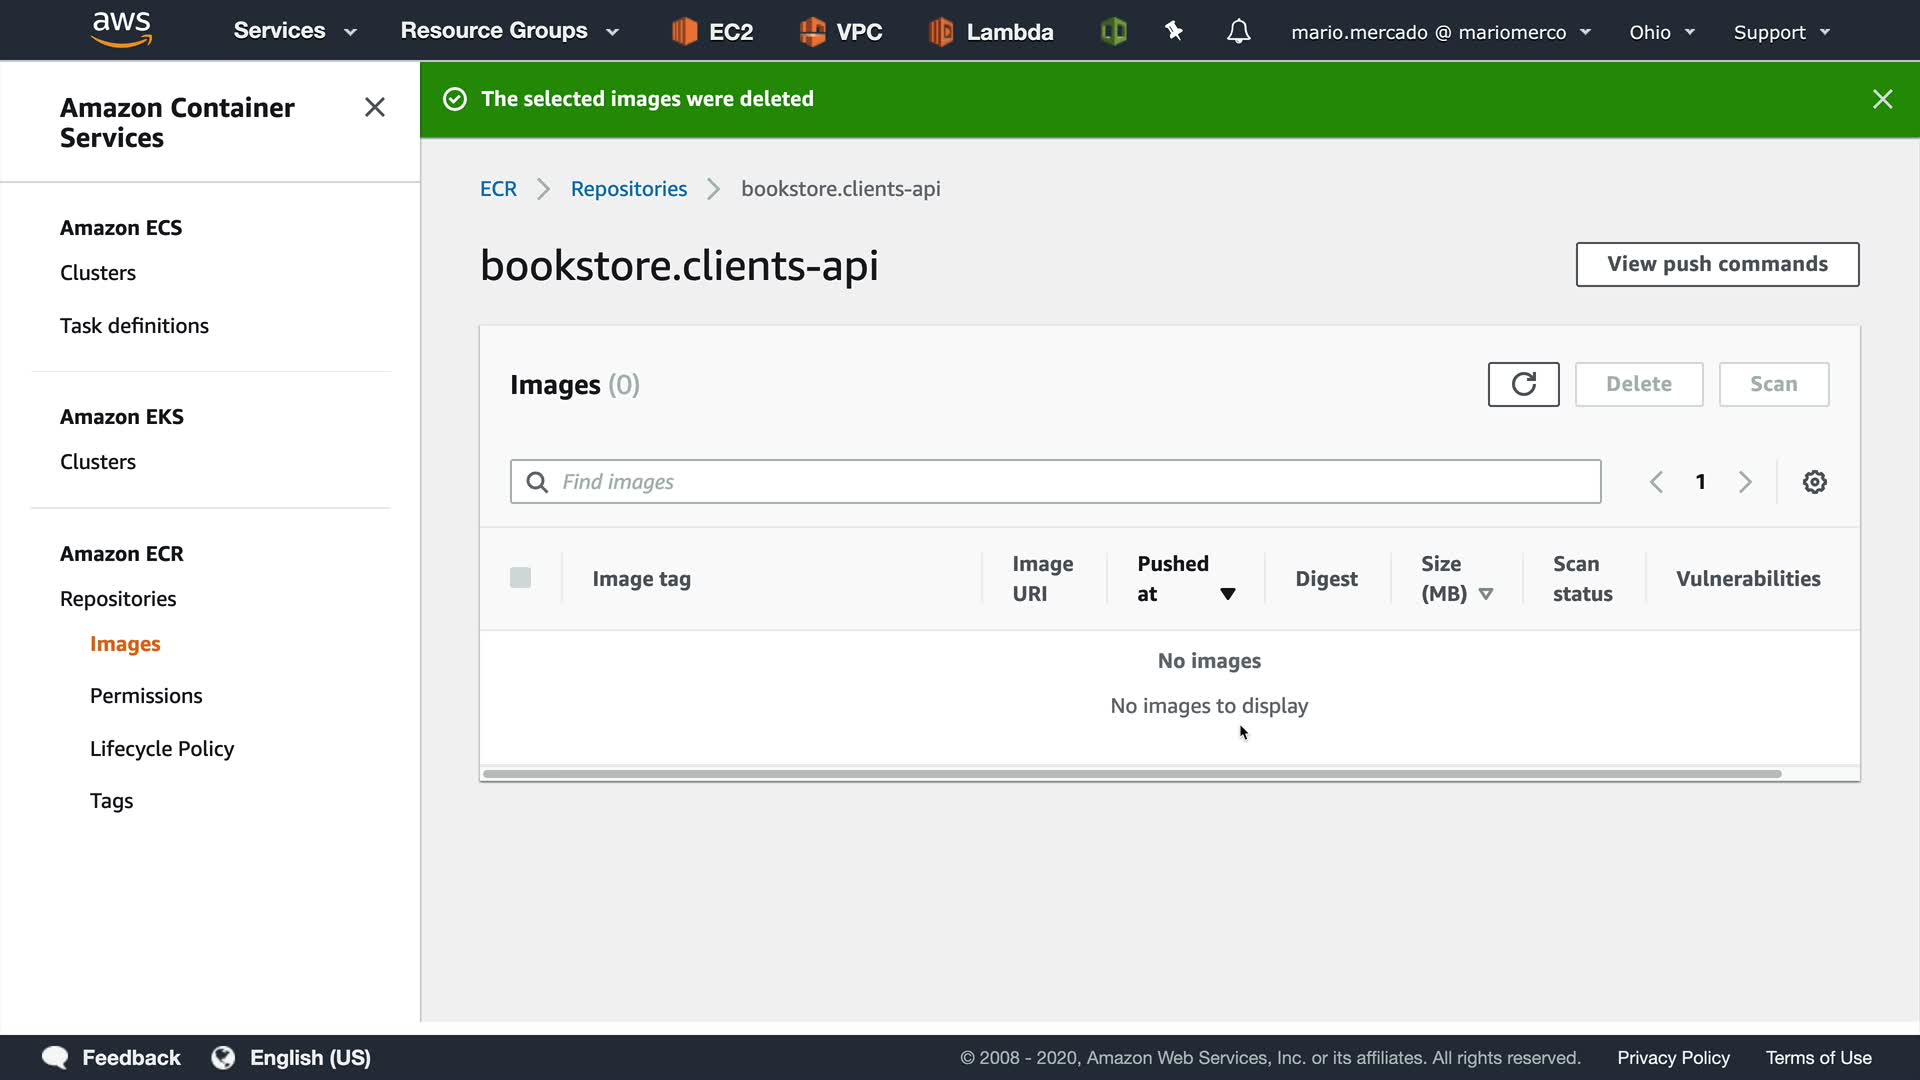 aws
Services
Resource Groups
EC2
VPC
Lambda
mario.mercado @ mariomerco
Ohio
Support
Amazon Container
Services
The selected images were deleted
ECR
Repositories
bookstore.clients-api
bookstore.clients-api
View push commands
Amazon ECS
Clusters
Task definitions
Amazon EKS
Clusters
Amazon ECR
Repositories
Images
Permissions
Lifecycle Policy
Tags
Images (0)
Delete
Scan
Find images
1
Image tag
Image
URI
Pushed
at
Digest
Size
(MB)
Scan
status
Vulnerabilities
No images
No images to display
Feedback
English (US)
© 2008 - 2020, Amazon Web Services, Inc. or its affiliates. All rights reserved.
Privacy Policy
Terms of Use